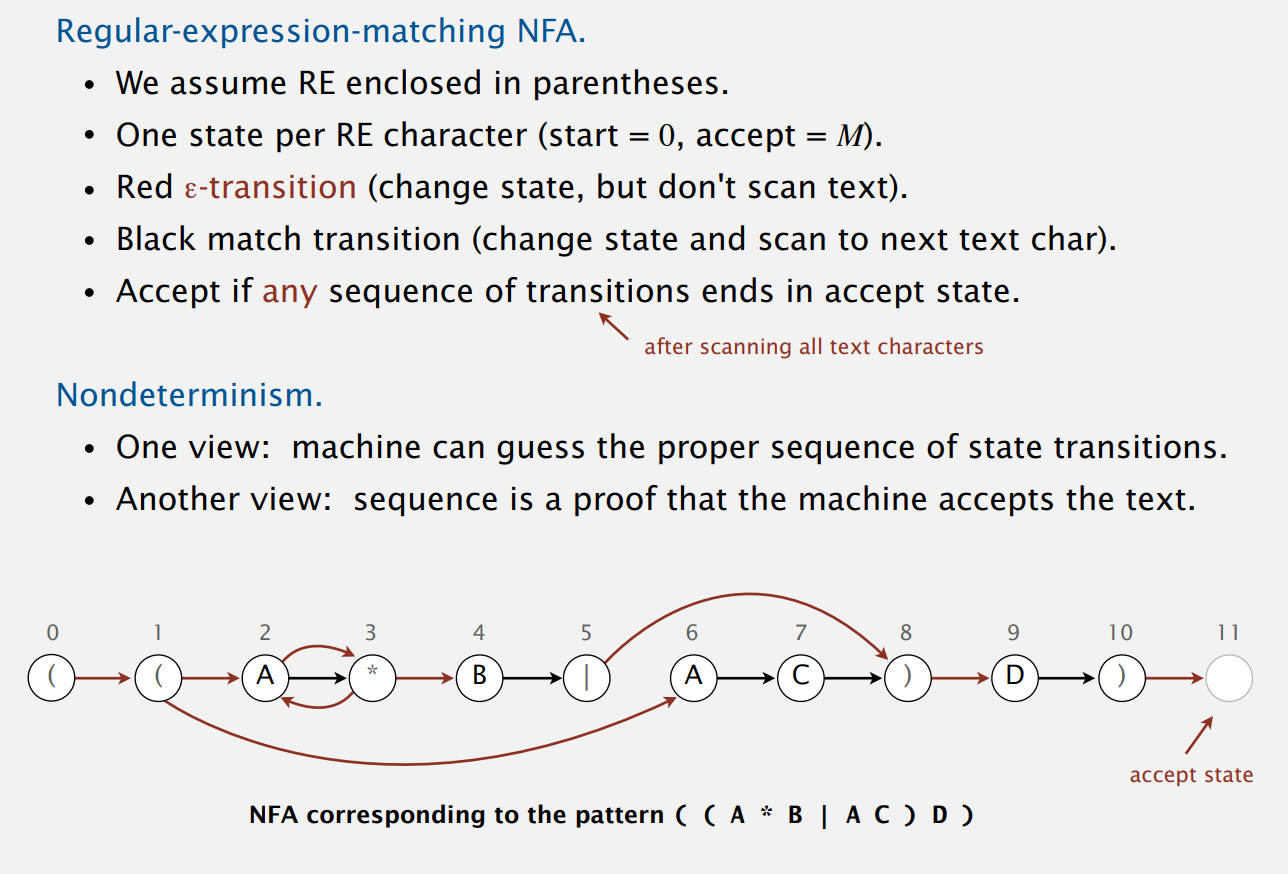 Regular-expression-matching NFA.
• We assume RE enclosed in parentheses.
• One state per RE character (start = 0, accept = M).
• Red ε-transition (change state, but don't scan text).
• Black match transition (change state and scan to next text char).
• Accept if any sequence of transitions ends in accept state.
after scanning all text characters
Nondeterminism.
• One view: machine can guess the proper sequence of state transitions.
• Another view: sequence is a proof that the machine accepts the text.
0 1 2 3 4 5 6 7 8 9 10 11
( ( A * B | A C ) D )
accept state
NFA corresponding to the pattern ( ( A * B | A C ) D )